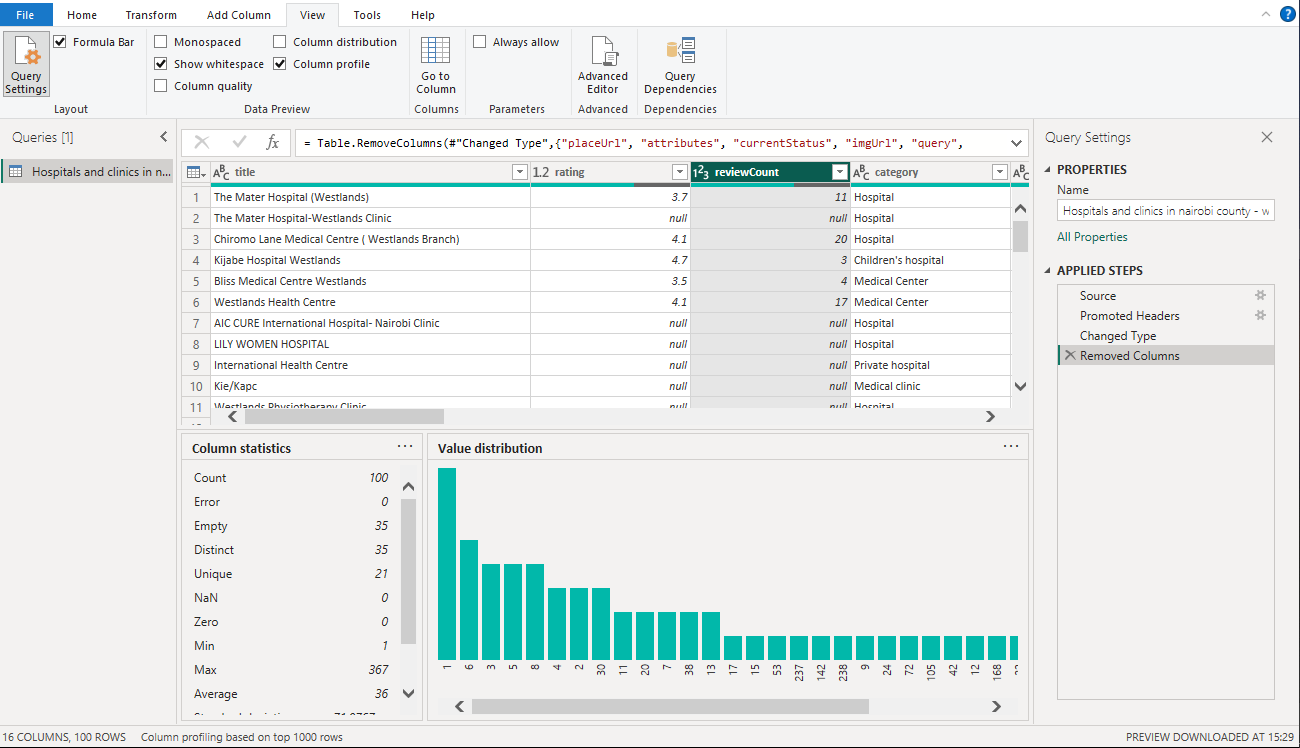 File Home Transform Add Column View Tools Help
Formula Bar Monospaced Column distribution Always allow
Show whitespace Column profile
Query Settings Column quality Go to Column Advanced Editor Query Dependencies
Layout Data Preview Columns Parameters Advanced Dependencies
Queries [1]
Hospitals and clinics in n...
fx = Table.RemoveColumns(#"Changed Type",{"placeUrl", "attributes", "currentStatus", "imgUrl", "query",
ABC title 1.2 rating 123 reviewCount ABC category ABC
1 The Mater Hospital (Westlands) 3.7 11 Hospital
2 The Mater Hospital-Westlands Clinic null null Hospital
3 Chiromo Lane Medical Centre ( Westlands Branch) 4.1 20 Hospital
4 Kijabe Hospital Westlands 4.7 3 Children's hospital
5 Bliss Medical Centre Westlands 3.5 4 Medical Center
6 Westlands Health Centre 4.1 17 Medical Center
7 AIC CURE International Hospital- Nairobi Clinic null null Hospital
8 LILY WOMEN HOSPITAL null null Hospital
9 International Health Centre null null Private hospital
10 Kie/Kapc null null Medical clinic
11 Westlands Physiotherapy Clinic null null Hospital
Column statistics
Count 100
Error 0
Empty 35
Distinct 35
Unique 21
NaN 0
Zero 0
Min 1
Max 367
Average 36
Value distribution
1 6 3 5 8 4 2 30 11 20 7 38 13 17 15 53 237 142 238 9 24 72 105 42 12 168
Query Settings
PROPERTIES
Name
Hospitals and clinics in nairobi county - w
All Properties
APPLIED STEPS
Source
Promoted Headers
Changed Type
Removed Columns
16 COLUMNS, 100 ROWS Column profiling based on top 1000 rows PREVIEW DOWNLOADED AT 15:29